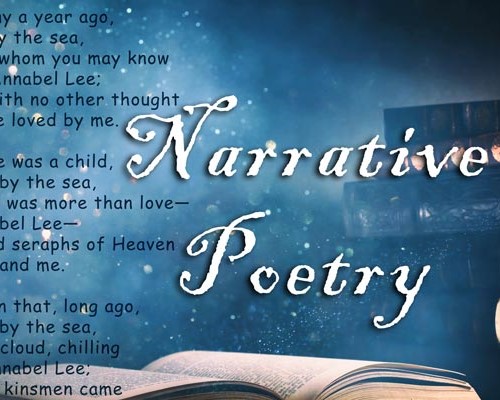 a year ago,
the sea,
whom you may know
Annabel Lee;
with no other thought
loved by me.
was a child,
by the sea,
was more than love—
bel Lee—
seraphs of Heaven
and me.
that, long ago,
by the sea,
cloud, chilling
nnabel Lee;
kinsmen came
Narrative
Poetry